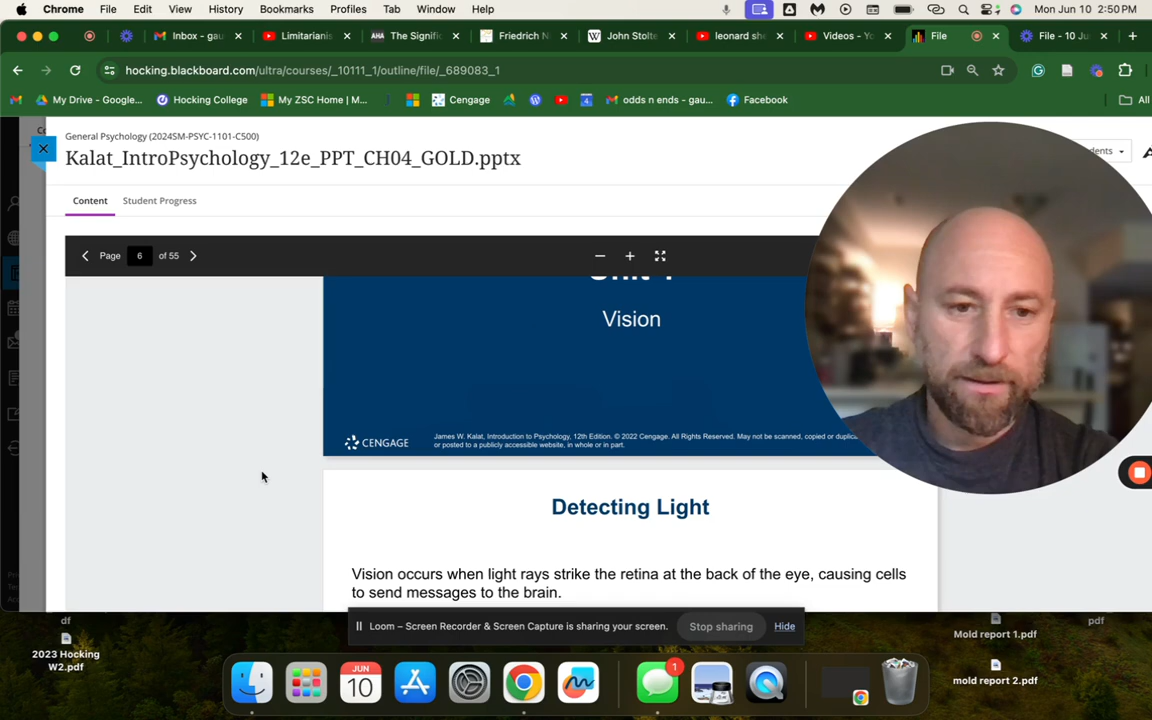 Chrome File Edit View History Bookmarks Profiles Tab Window Help Mon Jun 10 2:50 PM
Inbox - gau Limitarianis The Signific Friedrich N John Stolte leonard she Videos - Yo File File - 10 Ju
hocking.blackboard.com/ultra/courses/_10111_1/outline/file/_689083_1
My Drive - Google... Hocking College My ZSC Home | M... Cengage odds n ends - gau... Facebook All
General Psychology (2024SM-PSYC-1101-C500)
Kalat_IntroPsychology_12e_PPT_CH04_GOLD.pptx
dents
Content Student Progress
Page 6 of 55
Vision
CENGAGE
James W. Kalat, Introduction to Psychology, 12th Edition. © 2022 Cengage. All Rights Reserved. May not be scanned, copied or
or posted to a publicly accessible website, in whole or in part.
Detecting Light
Vision occurs when light rays strike the retina at the back of the eye, causing cells
to send messages to the brain.
Loom – Screen Recorder & Screen Capture is sharing your screen. Stop sharing Hide
df
2023 Hocking
W2.pdf
Mold report 1.pdf
pdf
mold report 2.pdf
JUN
10
1